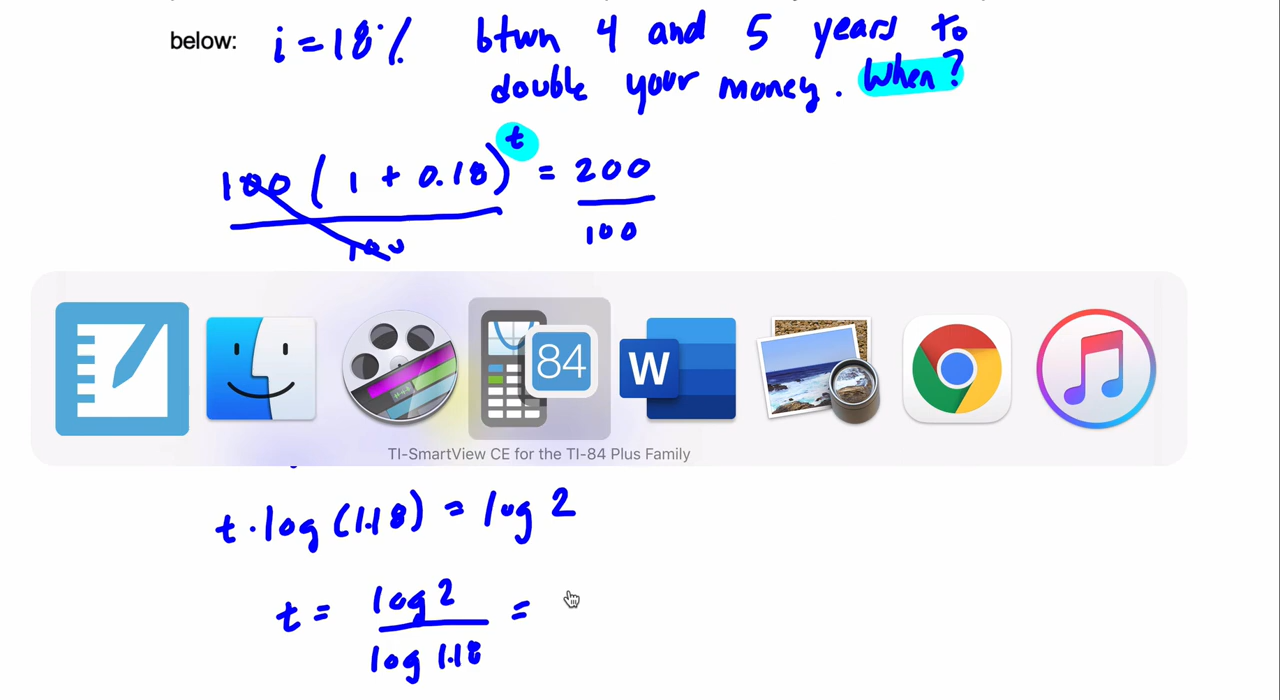 below: i = 18% btwn 4 and 5 years to
double your money. When?
100 ( 1 + 0.18 )^t = 200
100 100
84
W
TI-SmartView CE for the TI-84 Plus Family
t · log (1.18) = log 2
t = log 2 =
log 1.18